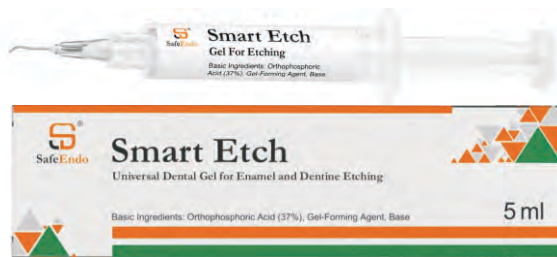 SafeEndo
Smart Etch
Gel For Etching
Basic Ingredients: Orthophosphoric
Acid (37%), Gel-Forming Agent, Base
SafeEndo
Smart Etch
Universal Dental Gel for Enamel and Dentine Etching
Basic Ingredients: Orthophosphoric Acid (37%), Gel-Forming Agent, Base
5 ml